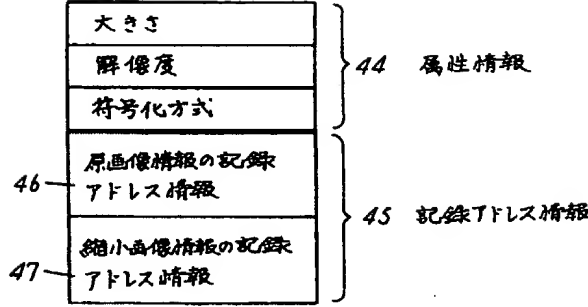 大きさ
解像度
44 属性情報
符号化方式
原画像情報の記録
46 アドレス情報
45 記録アドレス情報
縮小画像情報の記録
47 アドレス情報